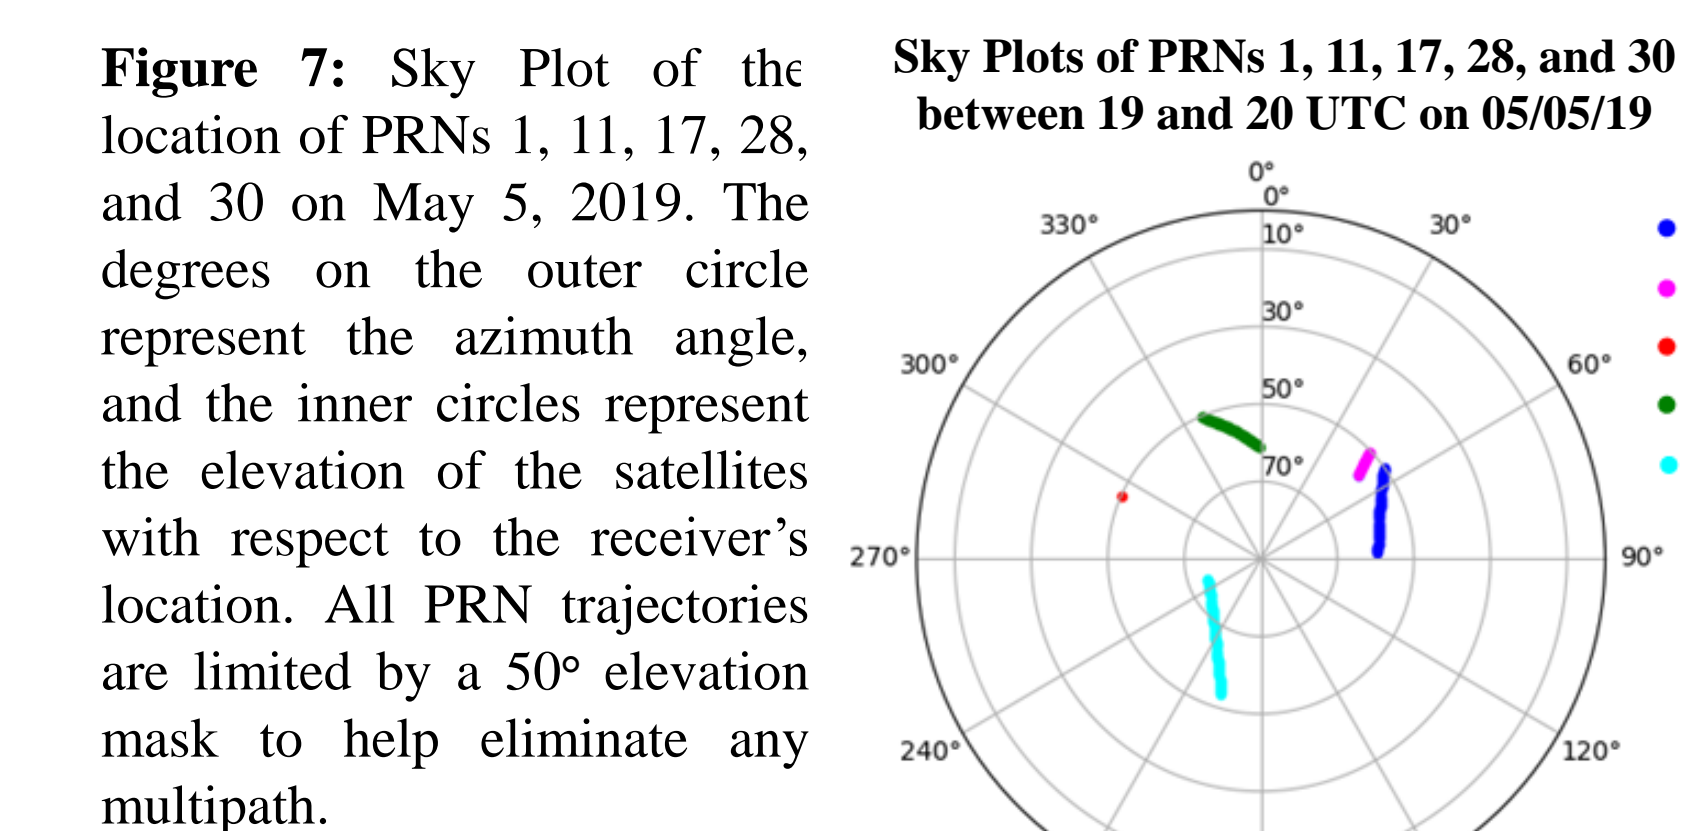 Figure 7: Sky Plot of the
location of PRNs 1, 11, 17, 28,
and 30 on May 5, 2019. The
degrees on the outer circle
represent the azimuth angle,
and the inner circles represent
the elevation of the satellites
with respect to the receiver's
location. All PRN trajectories
are limited by a 50° elevation
mask to help eliminate any
multipath.
Sky Plots of PRNs 1, 11, 17, 28, and 30
between 19 and 20 UTC on 05/05/19
0°
0°
330°
30°
10°
30°
300°
60°
50°
70°
270°
90°
240°
120°